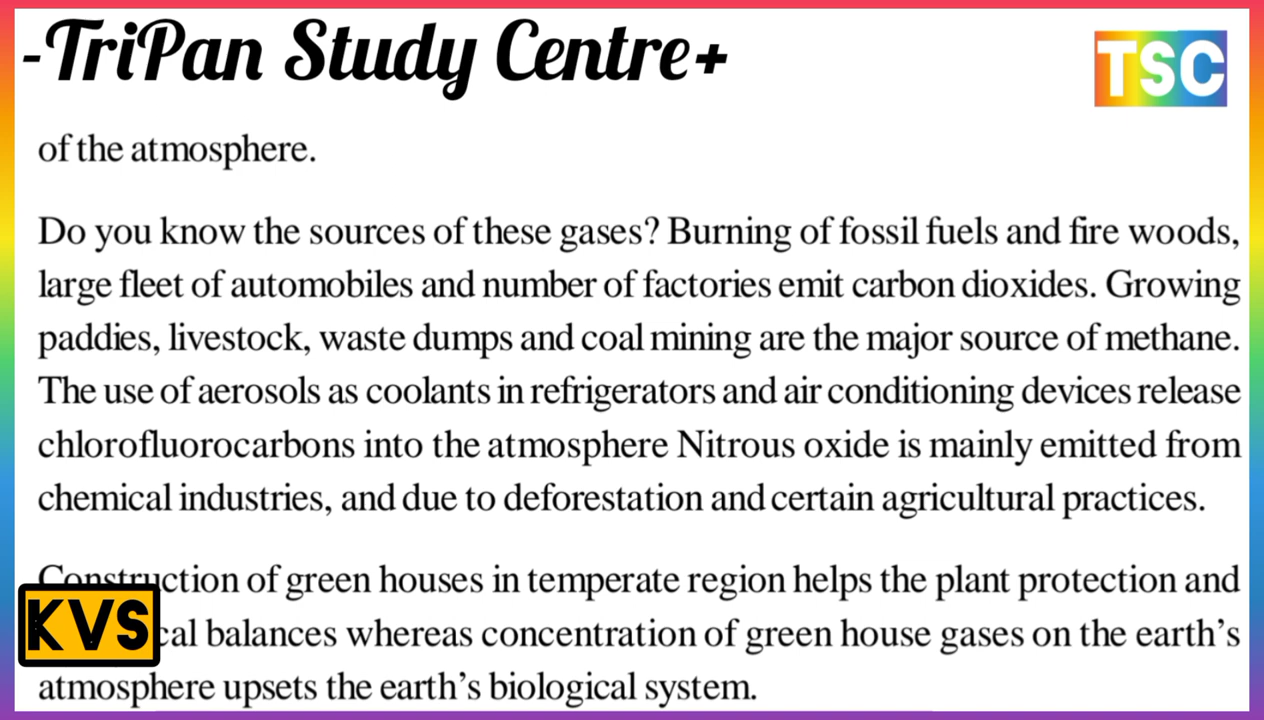 -TriPan Study Centre+
TSC
of the atmosphere.
Do you know the sources of these gases? Burning of fossil fuels and fire woods,
large fleet of automobiles and number of factories emit carbon dioxides. Growing
paddies, livestock, waste dumps and coal mining are the major source of methane.
The use of aerosols as coolants in refrigerators and air conditioning devices release
chlorofluorocarbons into the atmosphere Nitrous oxide is mainly emitted from
chemical industries, and due to deforestation and certain agricultural practices.
Construction of green houses in temperate region helps the plant protection and
KVS
balances whereas concentration of green house gases on the earth's
atmosphere upsets the earth's biological system.